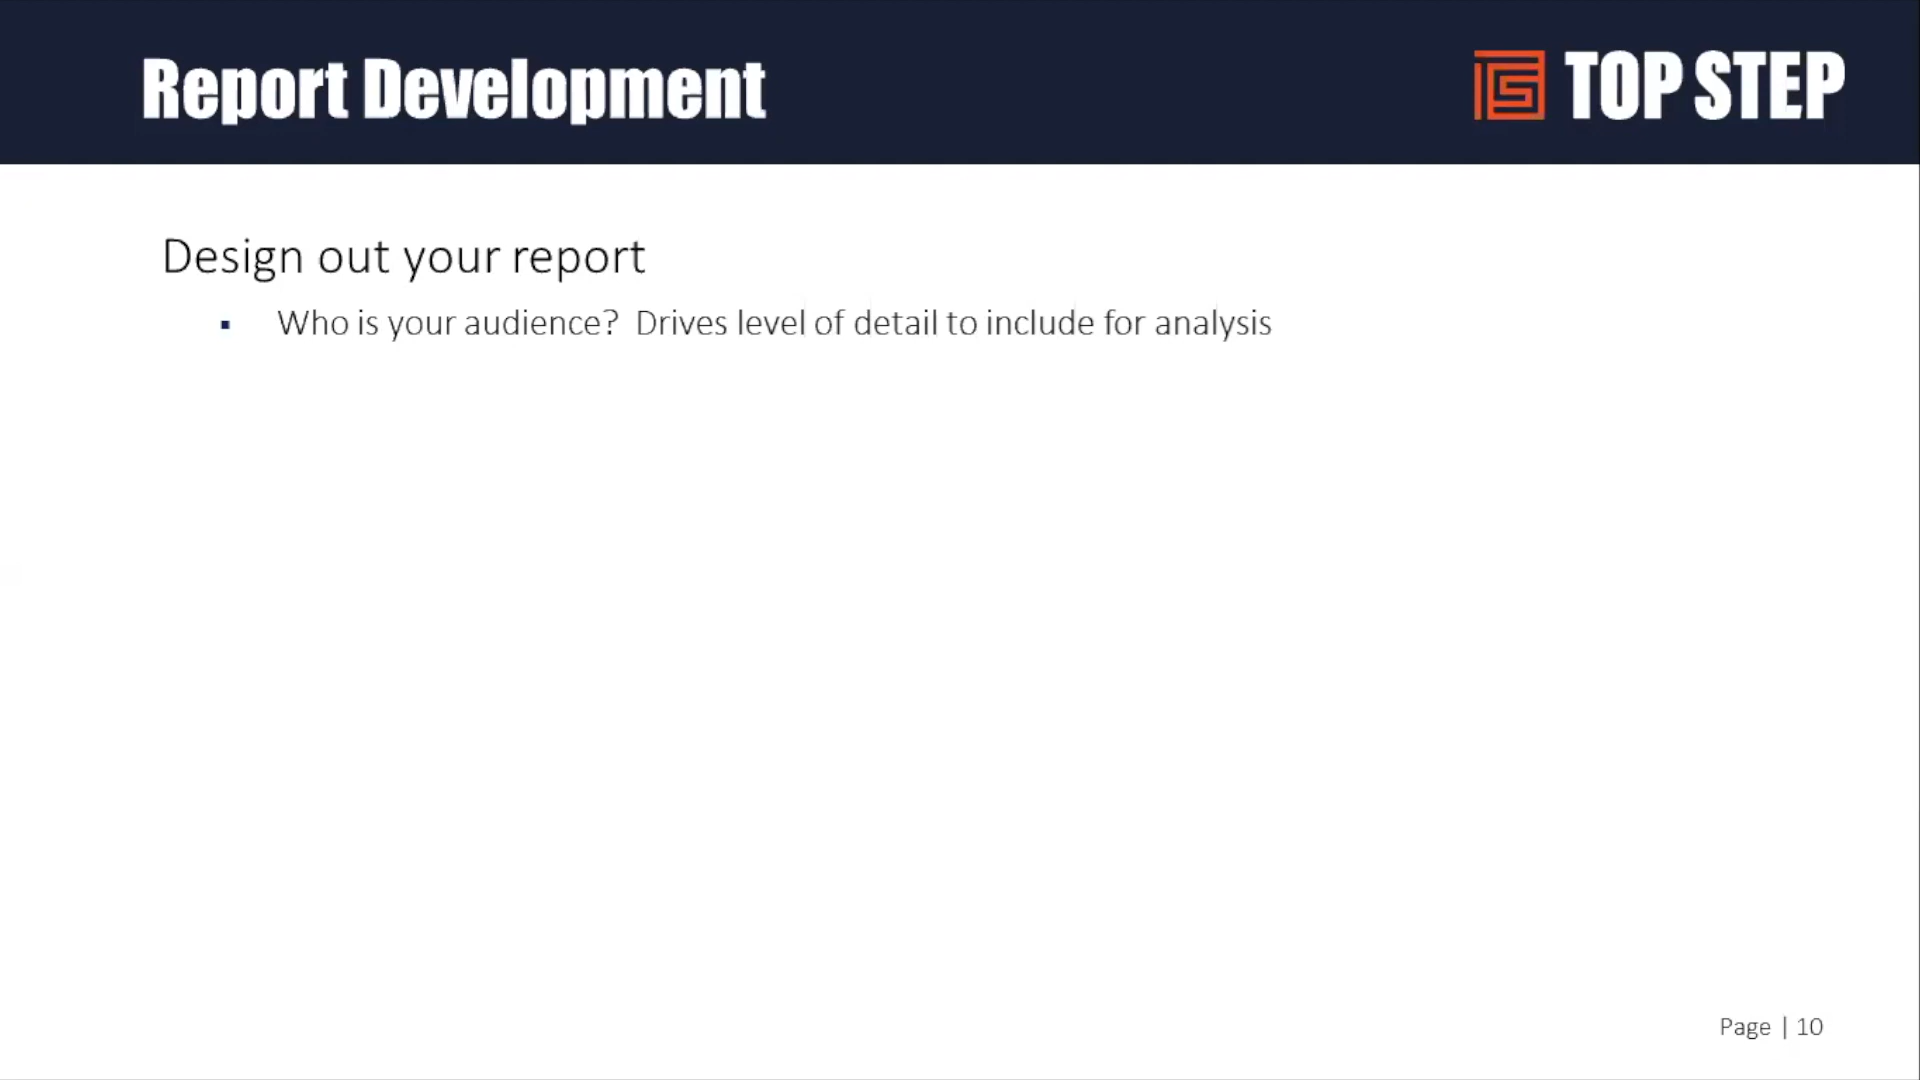 Report Development
TOP STEP
Design out your report
▪ Who is your audience?  Drives level of detail to include for analysis
Page | 10